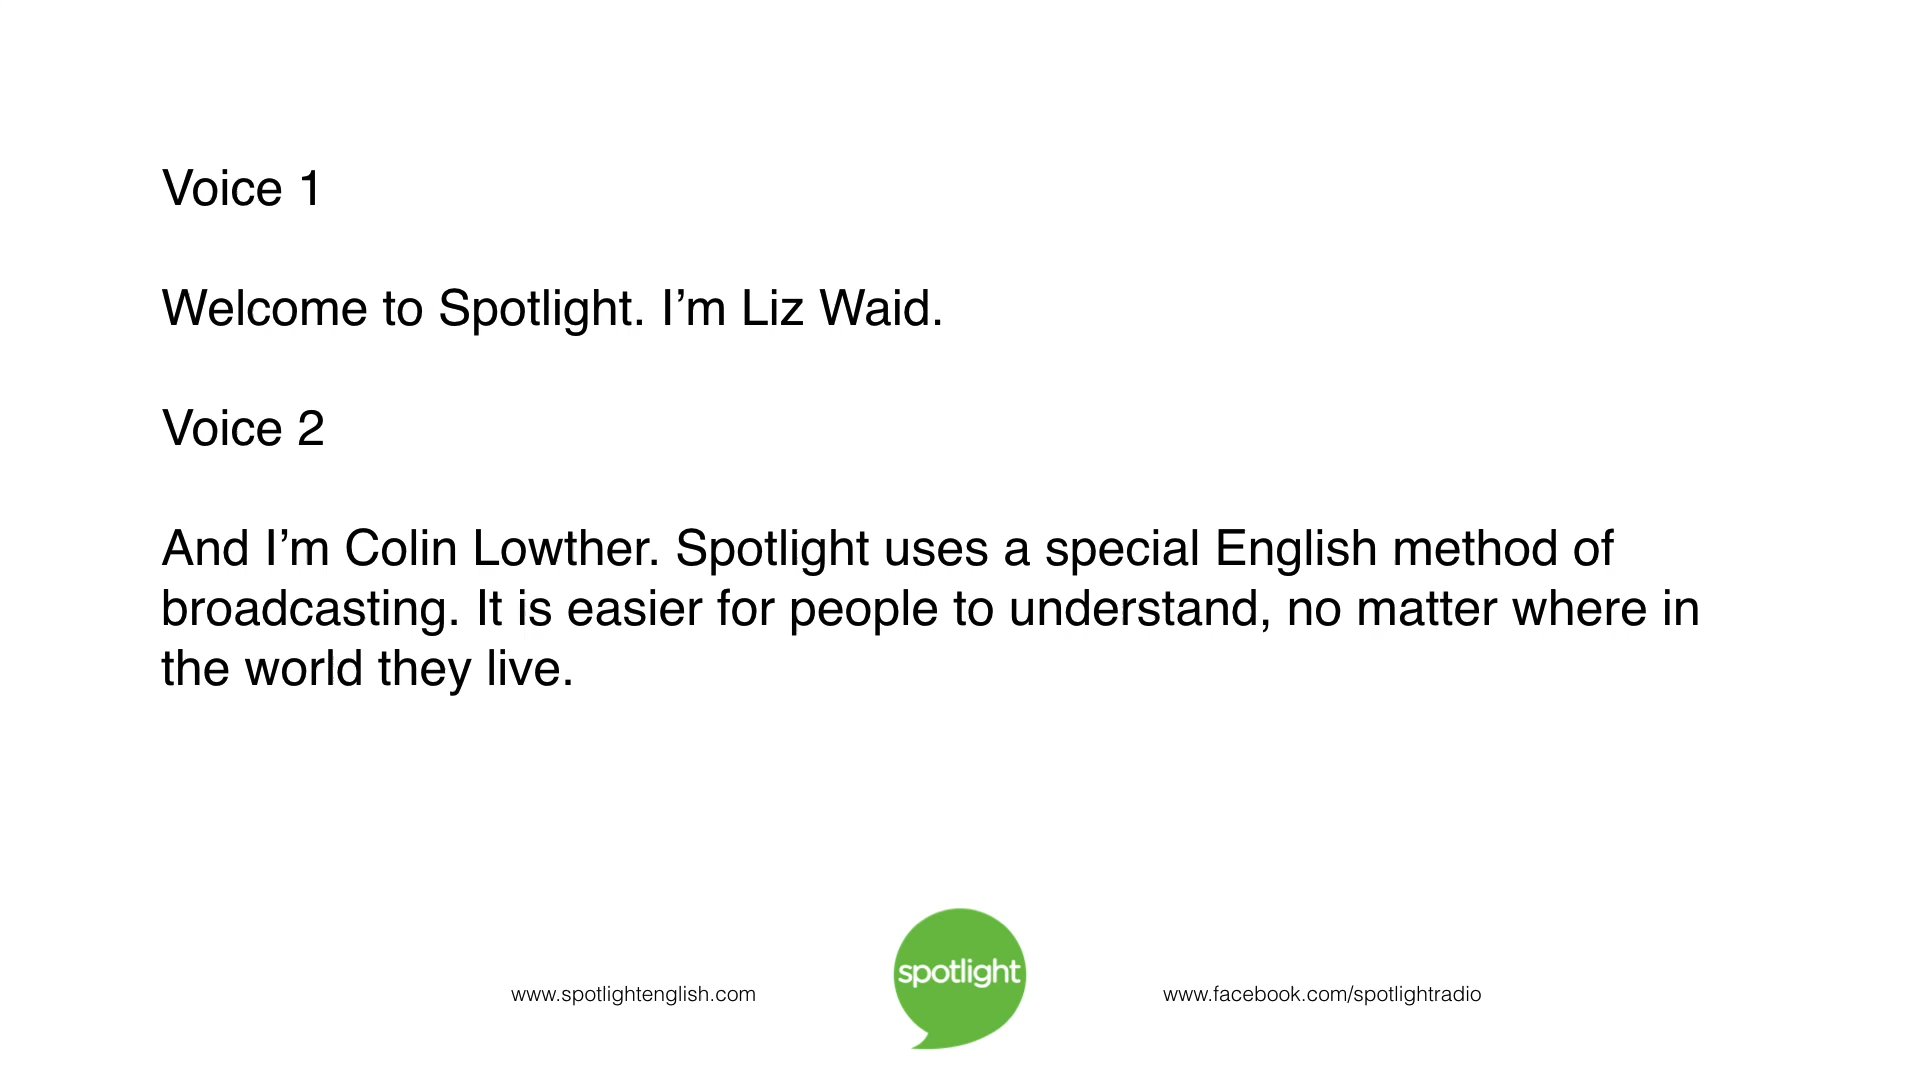 Voice 1
Welcome to Spotlight. I’m Liz Waid.
Voice 2
And I’m Colin Lowther. Spotlight uses a special English method of
broadcasting. It is easier for people to understand, no matter where in
the world they live.
www.spotlightenglish.com
spotlight
www.facebook.com/spotlightradio